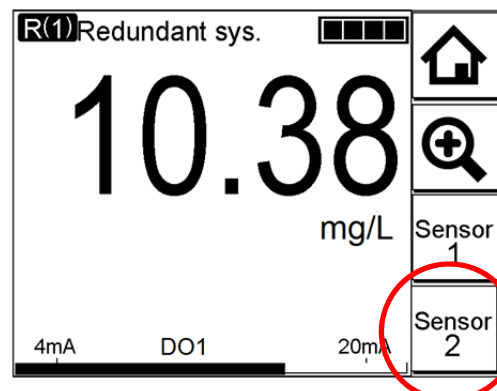 R(1) Redundant sys.
10.38
mg/L
Sensor
1
Sensor
2
4mA DO1 20mA